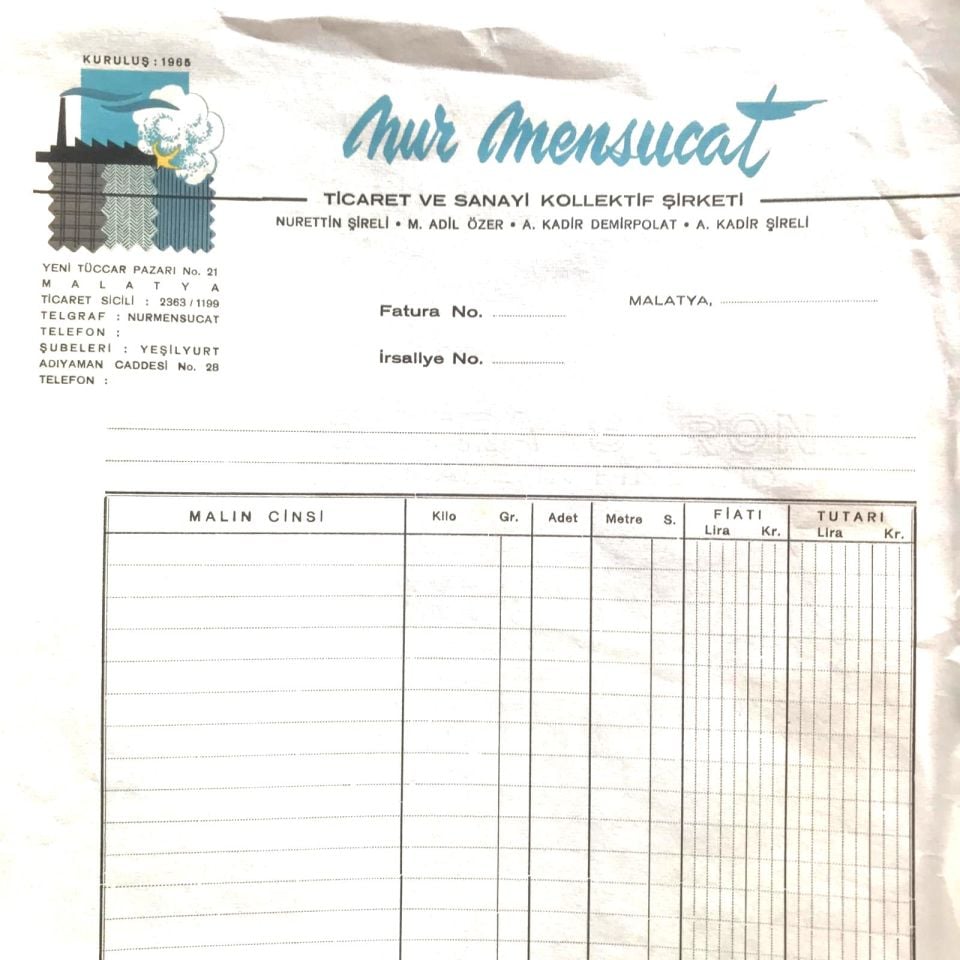 KURULUŞ : 1965
nur mensucat
TİCARET VE SANAYİ KOLLEKTİF ŞİRKETİ
NURETTİN ŞİRELİ • M. ADİL ÖZER • A. KADİR DEMİRPOLAT • A. KADİR ŞİRELİ
YENİ TÜCCAR PAZARI No. 21
MALATYA
TİCARET SİCİLİ : 2363/1199
TELGRAF : NURMENSUCAT
TELEFON :
ŞUBELERİ : YEŞİLYURT
ADIYAMAN CADDESİ No. 28
TELEFON :
MALATYA,
Fatura No.
İrsaliye No.
MALIN CİNSİ Kilo Gr. Adet Metre S. FİATI TUTARI
Lira Kr. Lira Kr.